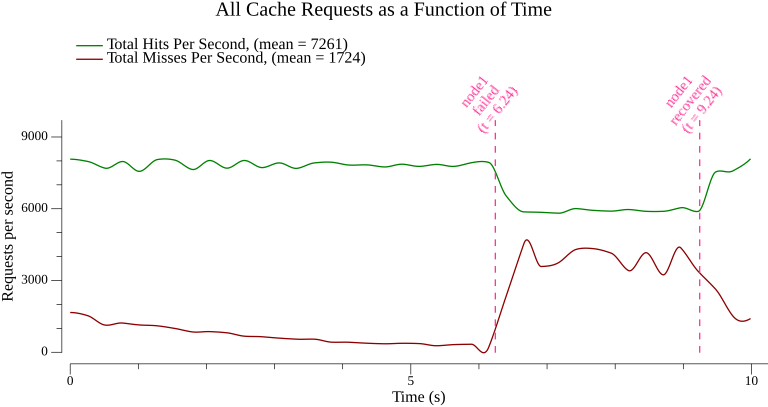 All Cache Requests as a Function of Time
Total Hits Per Second, (mean = 7261)
Total Misses Per Second, (mean = 1724)
node1
failed
(t = 6.24)
node1
recovered
(t = 9.24)
Requests per second
9000
6000
3000
0
0
5
10
Time (s)